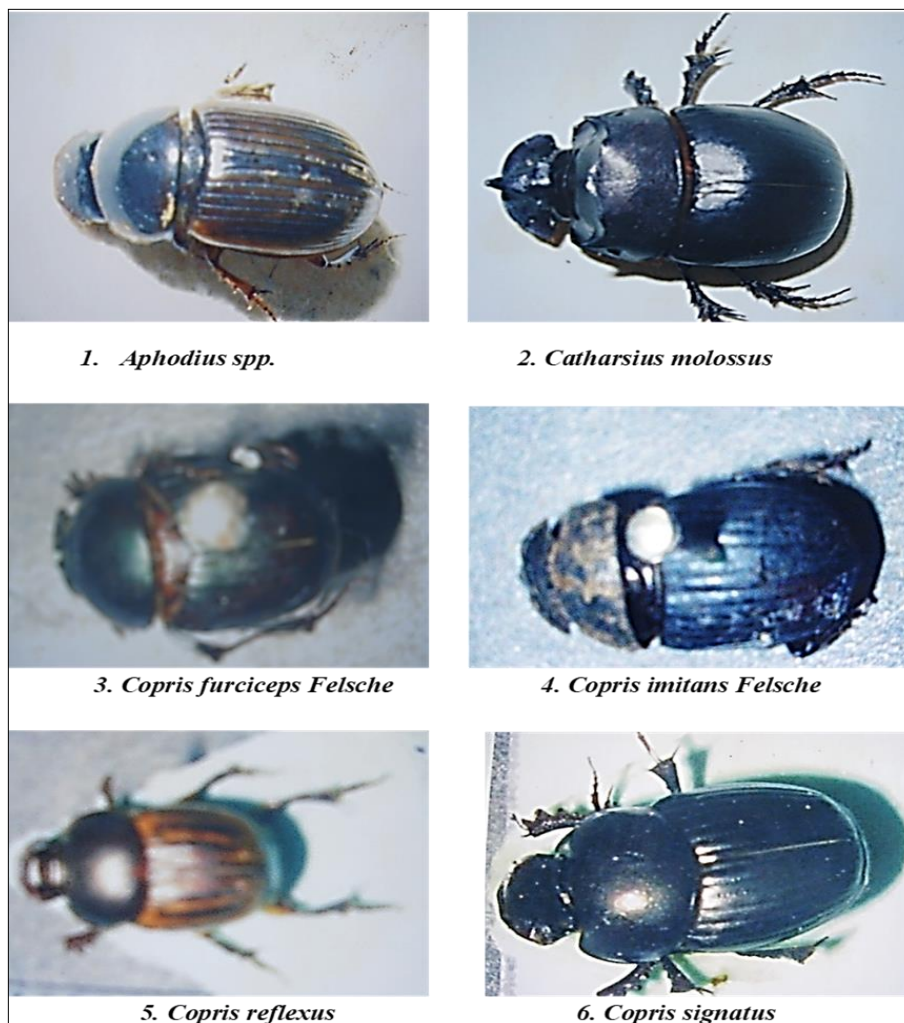 1. Aphodius spp.
2. Catharsius molossus
3. Copris furciceps Felsche
4. Copris imitans Felsche
5. Copris reflexus
6. Copris signatus